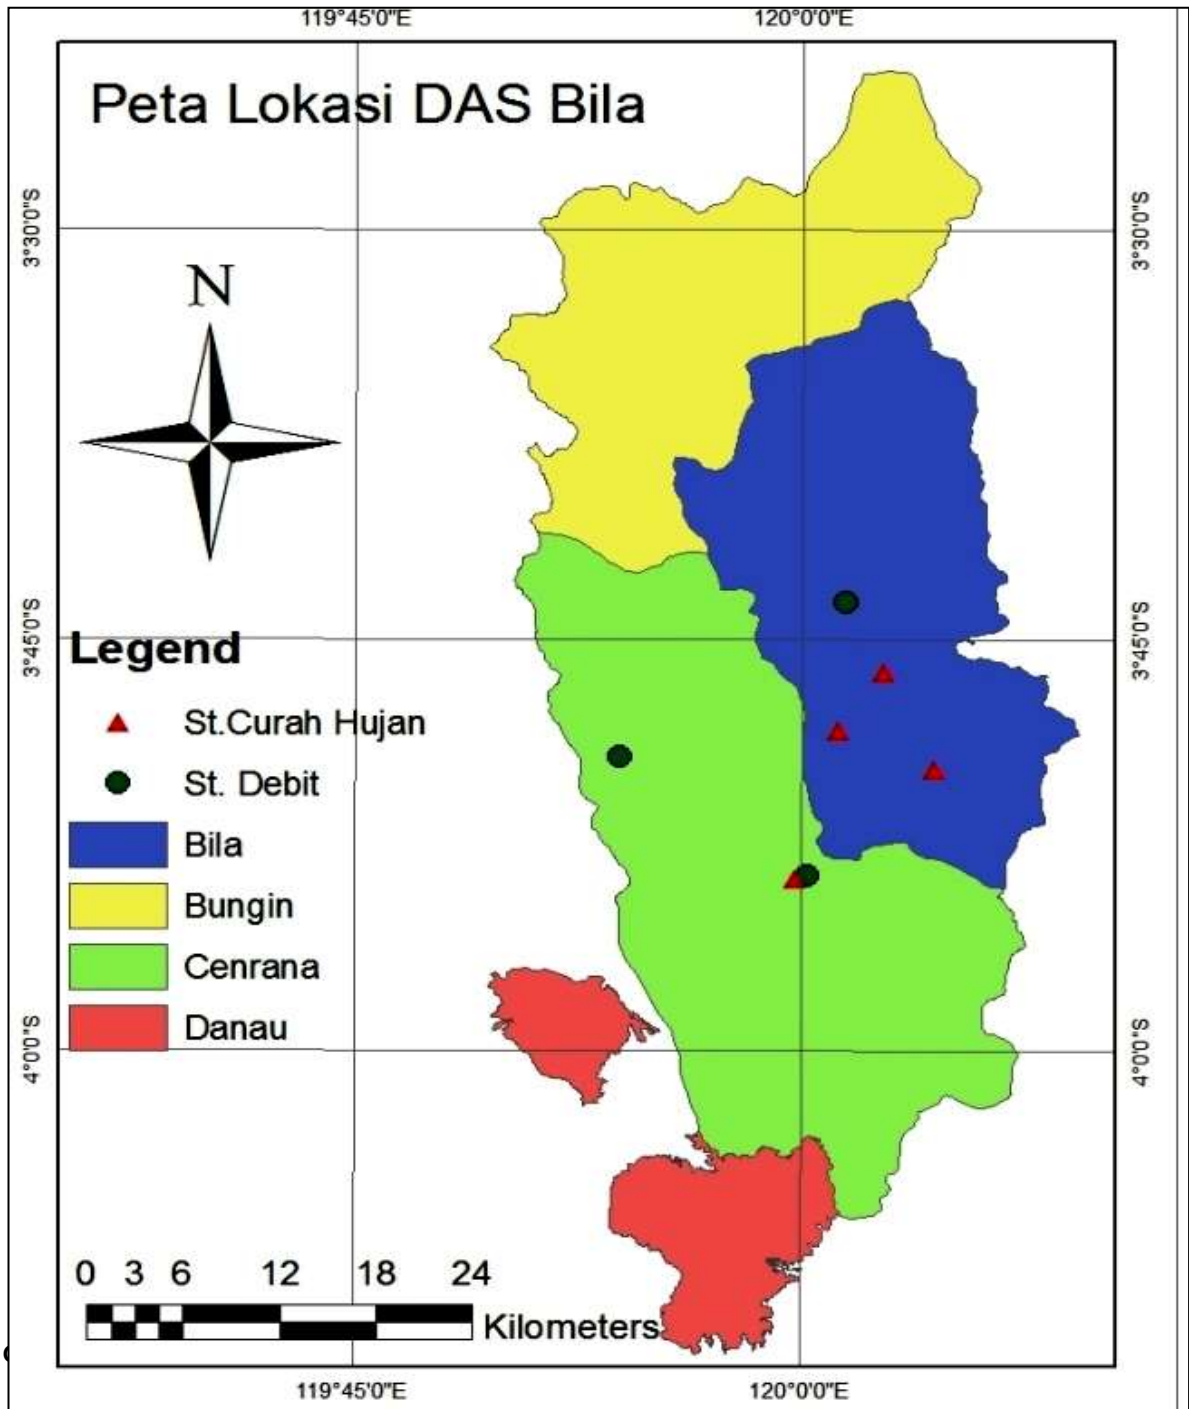 119°45'0"E 120°0'0"E
Peta Lokasi DAS Bila
3°30'0"S 3°30'0"S
N
3°45'0"S 3°45'0"S
Legend
St.Curah Hujan
St. Debit
Bila
Bungin
Cenrana
Danau
4°0'0"S 4°0'0"S
0 3 6 12 18 24
Kilometers
119°45'0"E 120°0'0"E